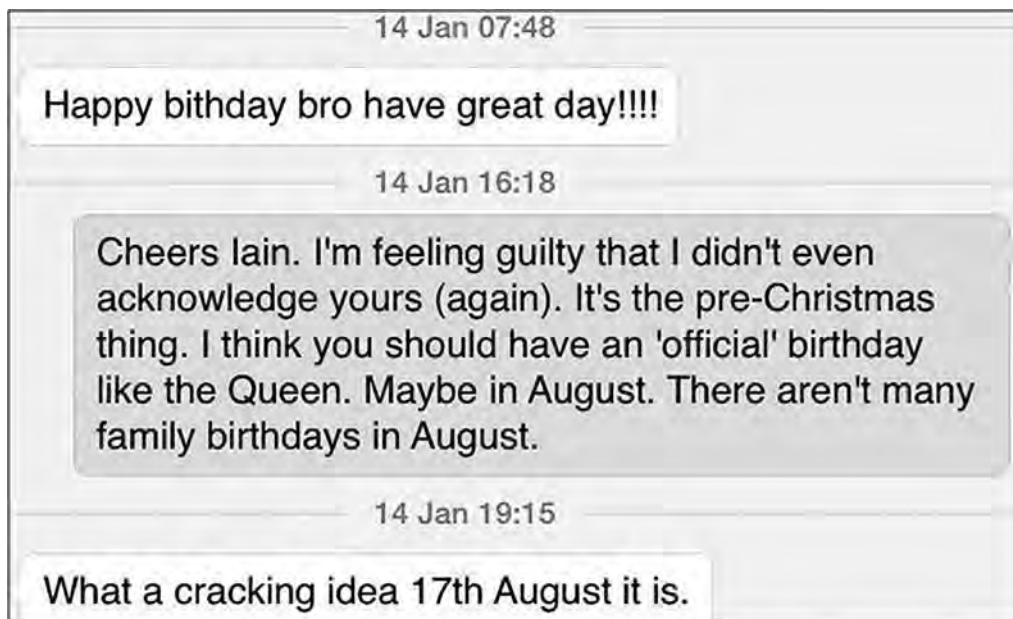 14 Jan 07:48
Happy bithday bro have great day!!!!
14 Jan 16:18
Cheers Iain. I'm feeling guilty that I didn't even
acknowledge yours (again). It's the pre-Christmas
thing. I think you should have an 'official' birthday
like the Queen. Maybe in August. There aren't many
family birthdays in August.
14 Jan 19:15
What a cracking idea 17th August it is.